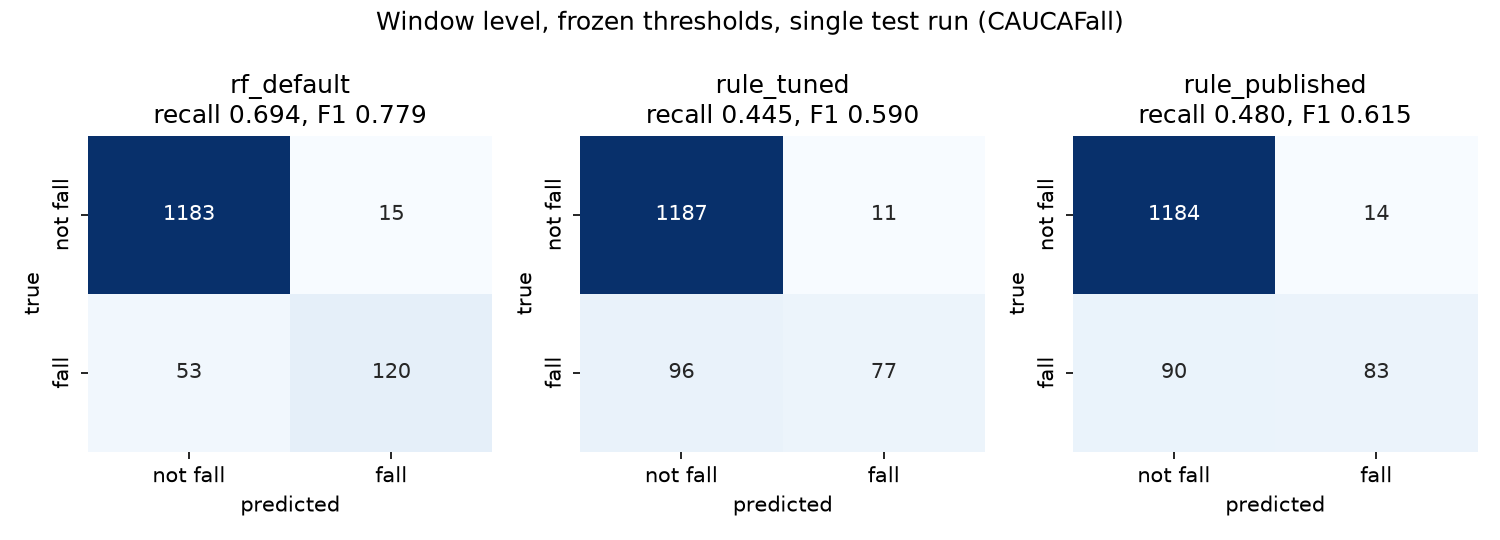 Window level, frozen thresholds, single test run (CAUCAFall)
rf_default
recall 0.694, F1 0.779
true
not fall
1183
15
fall
53
120
not fall
fall
predicted
rule_tuned
recall 0.445, F1 0.590
true
not fall
1187
11
fall
96
77
not fall
fall
predicted
rule_published
recall 0.480, F1 0.615
true
not fall
1184
14
fall
90
83
not fall
fall
predicted